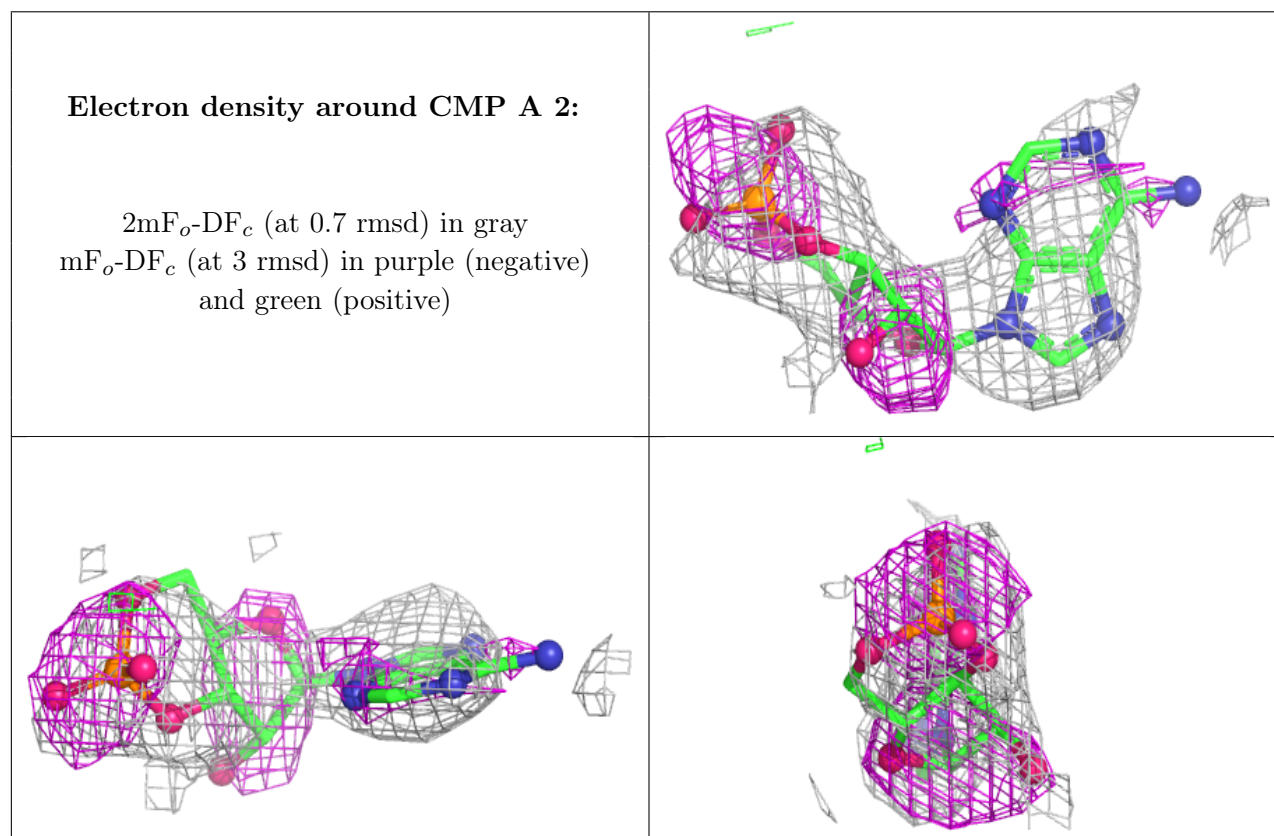 Electron density around CMP A 2:
2mFₒ-DF𝒸 (at 0.7 rmsd) in gray
mFₒ-DF𝒸 (at 3 rmsd) in purple (negative)
and green (positive)